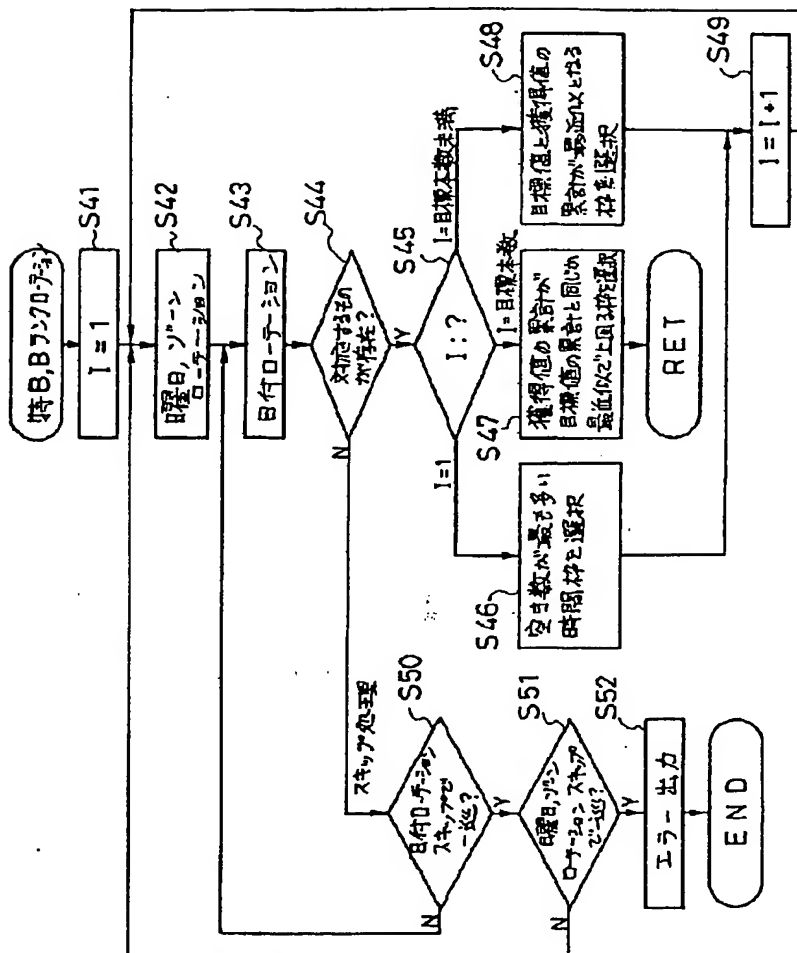 特B, Bランクローテーション
S41
I = 1
S42
曜日, ゾーン
ローテーション
S43
日付ローテーション
S44
対応するもの
が存在?
N
Y
S45
I : ?
I=1
I=目標本数
I=目標本数未満
S46
空き数が最も多い
時間枠を選択
S47
獲得値の累計が
目標値の累計と同じか
最近似で上回る枠を選択
RET
S48
目標値と獲得値の
累計が最近似となる
枠を選択
S49
I = I + 1
スキップ処理
S50
日付ローテーション
スキップで
一巡?
N
Y
S51
曜日, ゾーン
ローテーション スキップ
で一巡?
N
Y
S52
エラー出力
END